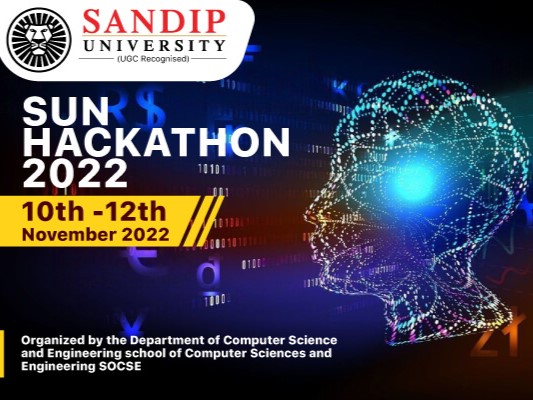 SANDIP
UNIVERSITY
(UGC Recognised)
SUN
HACKATHON
2022
10th -12th
November 2022
Organized by the Department of Computer Science
and Engineering school of Computer Sciences and
Engineering SOCSE